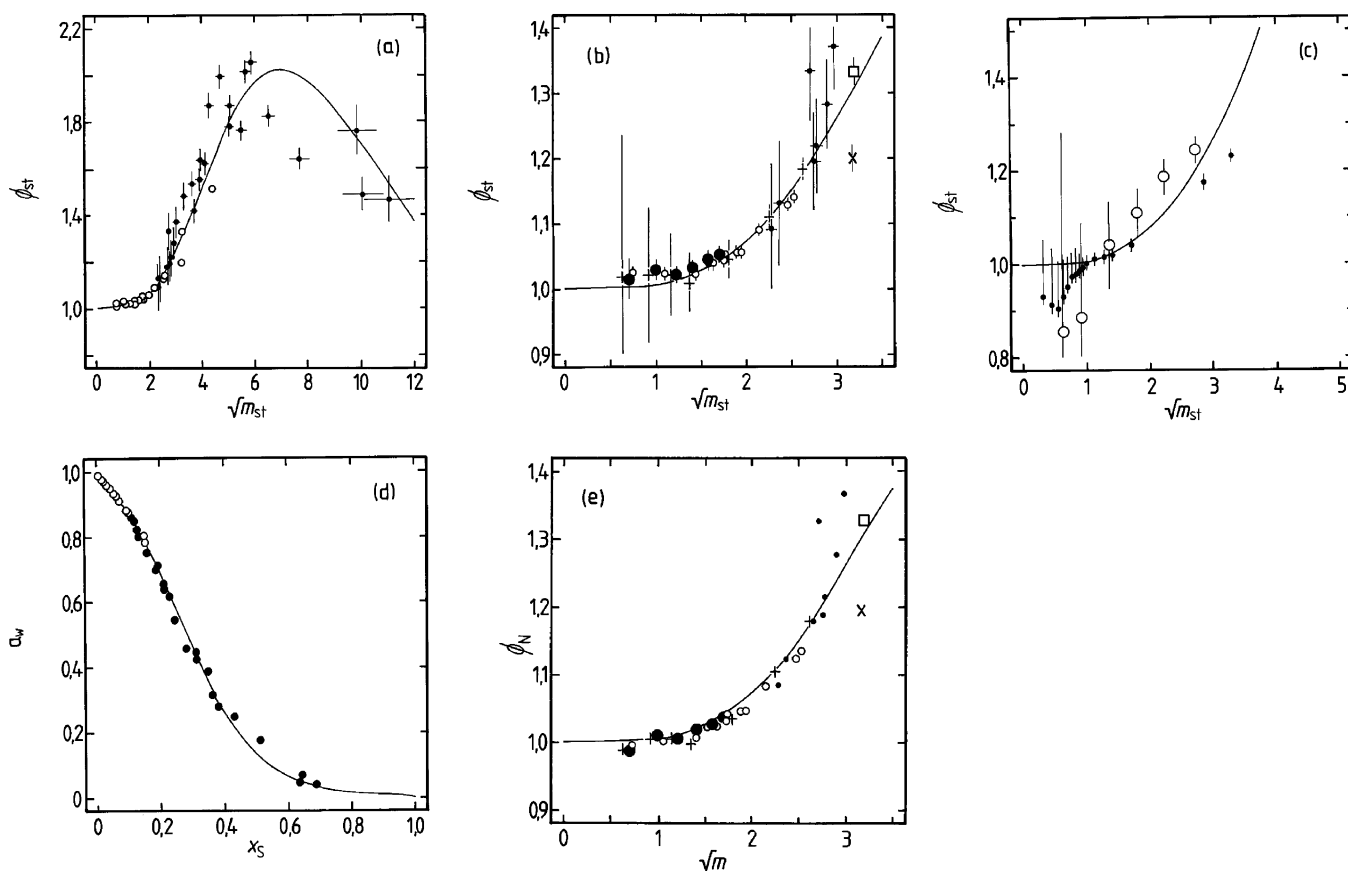 (a)
2,2
1,8
1,4
1,0
ϕst
0 2 4 6 8 10 12
√mst
(b)
1,4
1,3
1,2
1,1
1,0
0,9
ϕst
0 1 2 3
√mst
(c)
1,4
1,2
1,0
0,8
ϕst
0 1 2 3 4 5
√mst
(d)
1,0
0,8
0,6
0,4
0,2
0
aw
0 0,2 0,4 0,6 0,8 1,0
xS
(e)
1,4
1,3
1,2
1,1
1,0
0,9
ϕN
0 1 2 3
√m